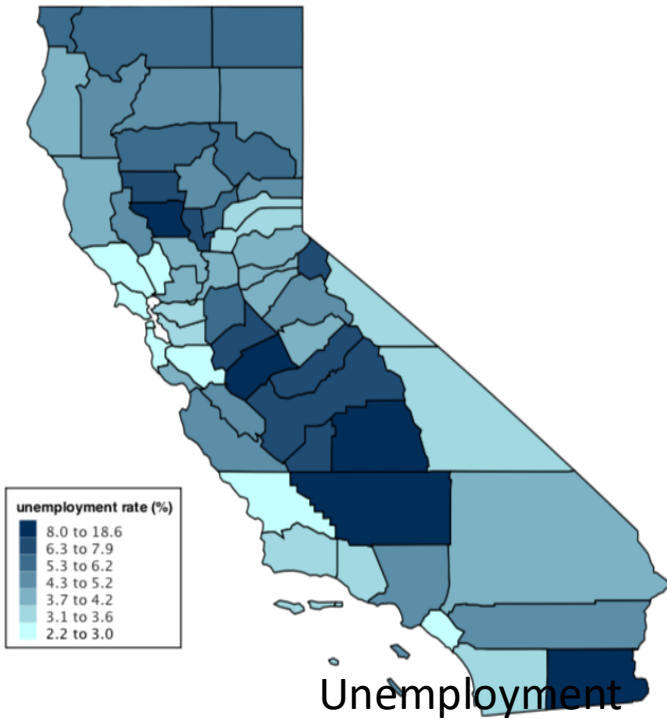 unemployment rate (%)
8.0 to 18.6
6.3 to 7.9
5.3 to 6.2
4.3 to 5.2
3.7 to 4.2
3.1 to 3.6
2.2 to 3.0
Unemployment